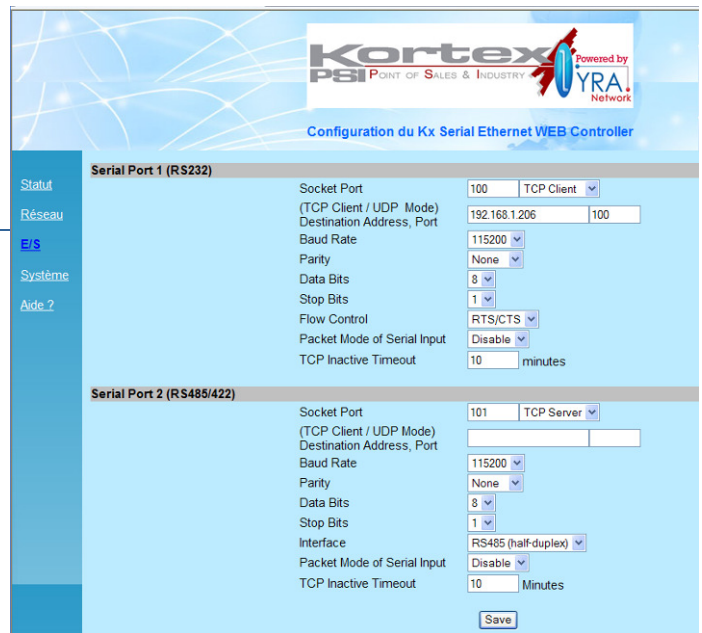 Kortex
PSI POINT OF SALES & INDUSTRY
Powered by
LYRA
Network
Configuration du Kx Serial Ethernet WEB Controller
Statut
Réseau
E/S
Système
Aide ?
Serial Port 1 (RS232)
Socket Port 100 TCP Client
(TCP Client / UDP Mode)
Destination Address, Port 192.168.1.206 100
Baud Rate 115200
Parity None
Data Bits 8
Stop Bits 1
Flow Control RTS/CTS
Packet Mode of Serial Input Disable
TCP Inactive Timeout 10 minutes
Serial Port 2 (RS485/422)
Socket Port 101 TCP Server
(TCP Client / UDP Mode)
Destination Address, Port
Baud Rate 115200
Parity None
Data Bits 8
Stop Bits 1
Interface RS485 (half-duplex)
Packet Mode of Serial Input Disable
TCP Inactive Timeout 10 Minutes
Save